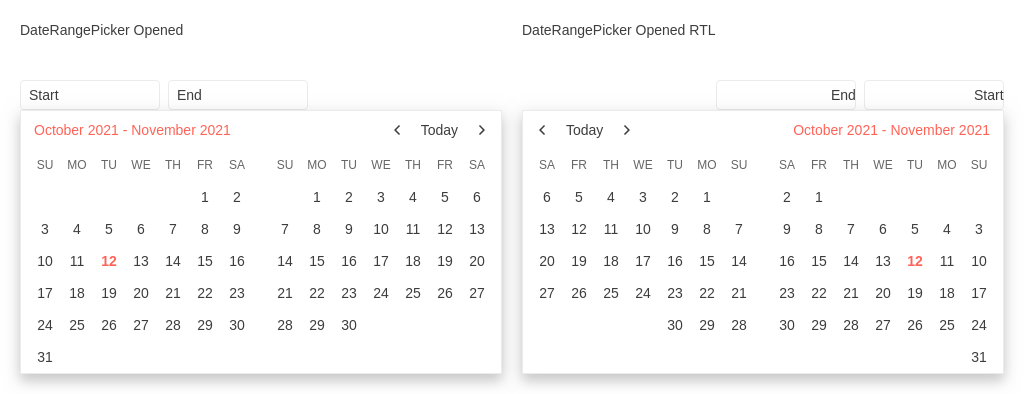 DateRangePicker Opened
Start End
October 2021 - November 2021 Today
SU MO TU WE TH FR SA SU MO TU WE TH FR SA
1 2 1 2 3 4 5 6
3 4 5 6 7 8 9 7 8 9 10 11 12 13
10 11 12 13 14 15 16 14 15 16 17 18 19 20
17 18 19 20 21 22 23 21 22 23 24 25 26 27
24 25 26 27 28 29 30 28 29 30
31
DateRangePicker Opened RTL
End Start
Today October 2021 - November 2021
SA FR TH WE TU MO SU SA FR TH WE TU MO SU
6 5 4 3 2 1 2 1
13 12 11 10 9 8 7 9 8 7 6 5 4 3
20 19 18 17 16 15 14 16 15 14 13 12 11 10
27 26 25 24 23 22 21 23 22 21 20 19 18 17
30 29 28 30 29 28 27 26 25 24
31